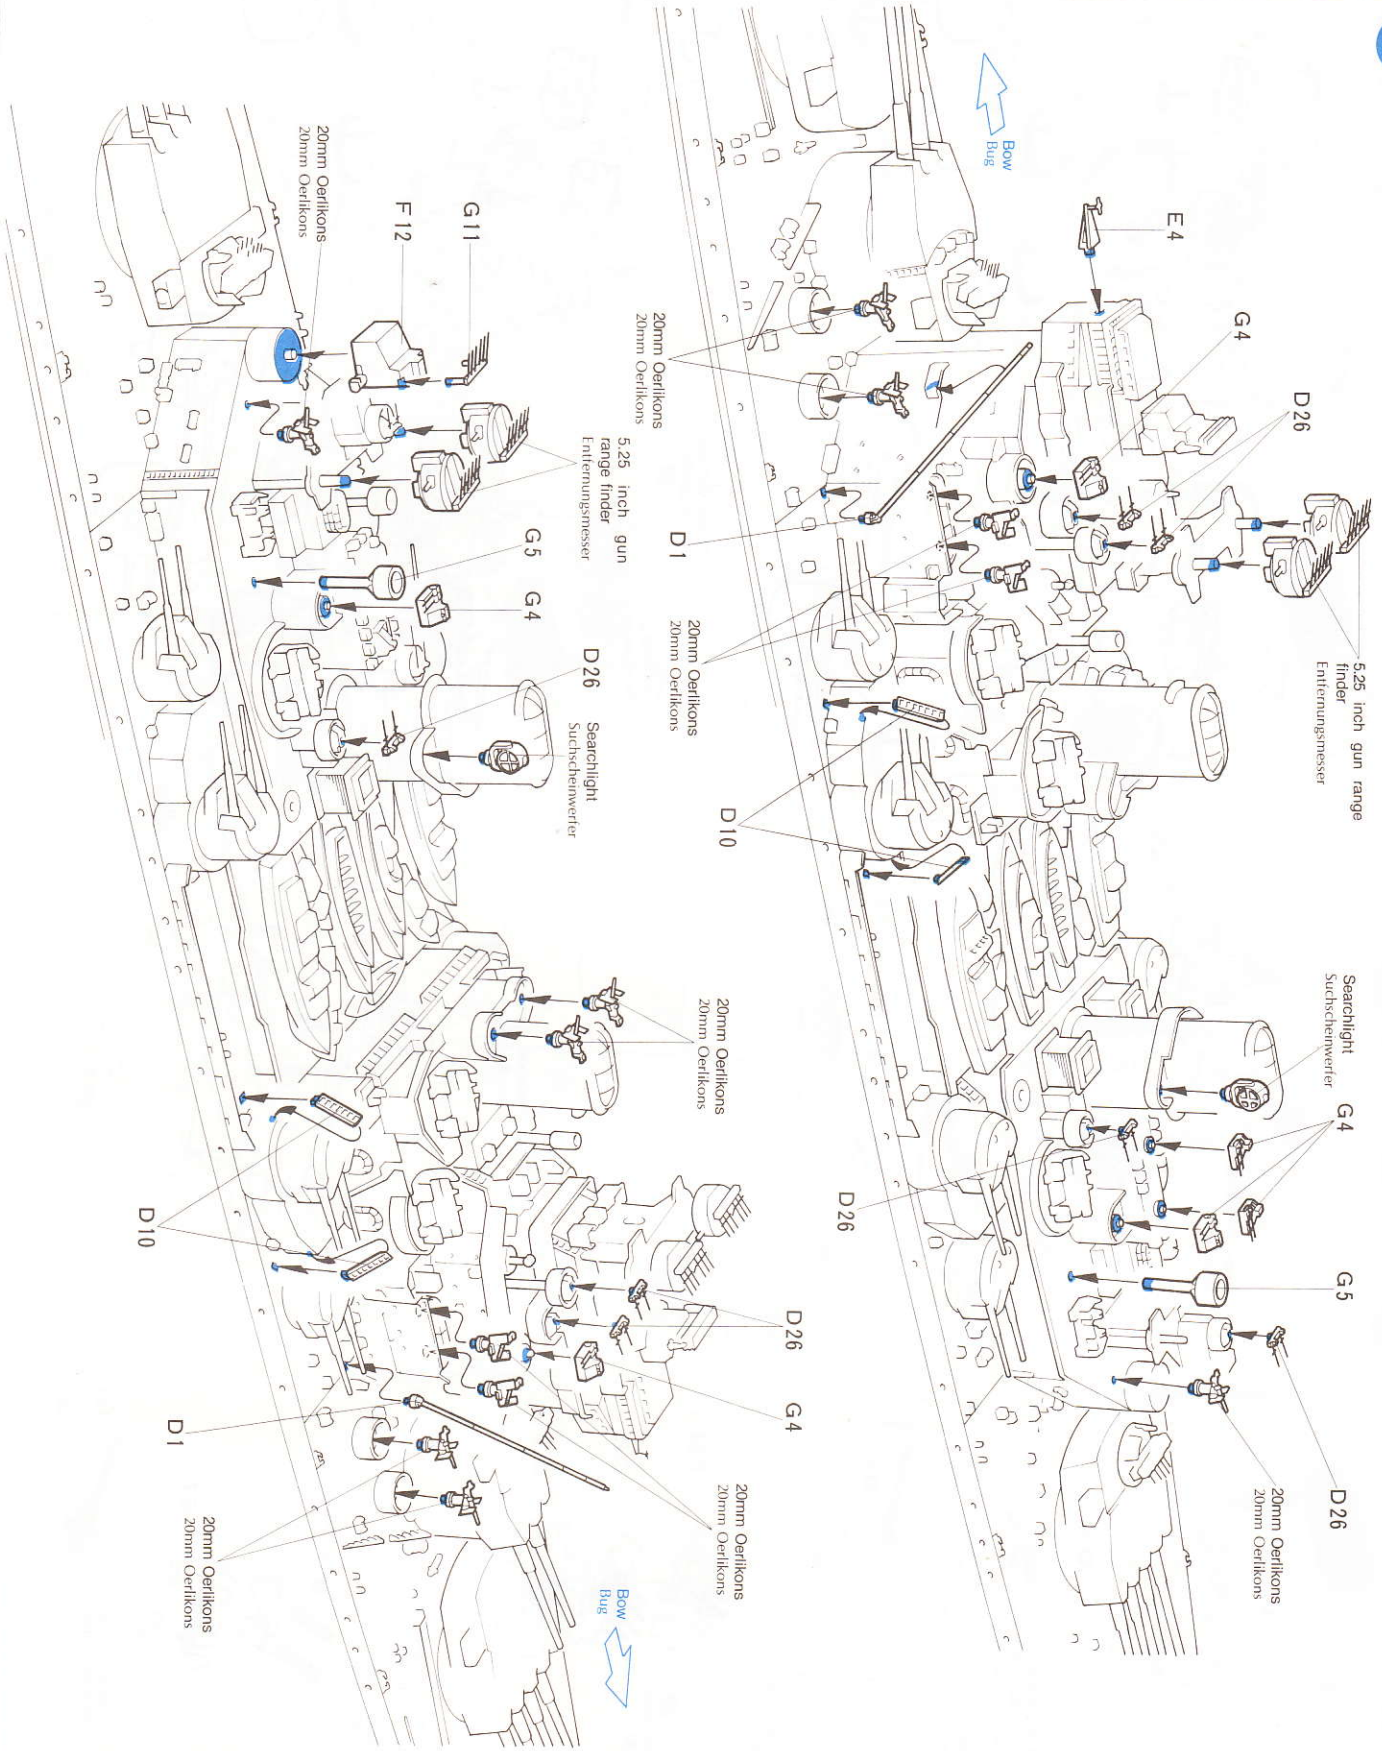 Bow
Bug
E4
G4
D26
5.25 inch gun range
finder
Entfernungsmesser
20mm Oerlikons
20mm Oerlikons
D1
20mm Oerlikons
20mm Oerlikons
D10
Searchlight
Suchscheinwerfer
G4
D26
G5
D26
20mm Oerlikons
20mm Oerlikons
20mm Oerlikons
20mm Oerlikons
F12
G11
5.25 inch gun
range finder
Entfernungsmesser
G5
G4
D26
Searchlight
Suchscheinwerfer
20mm Oerlikons
20mm Oerlikons
D10
D26
G4
D1
20mm Oerlikons
20mm Oerlikons
20mm Oerlikons
20mm Oerlikons
Bow
Bug